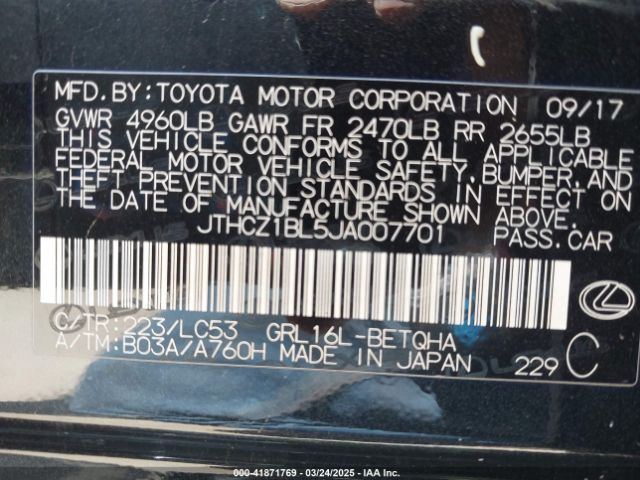 MFD.BY:TOYOTA MOTOR CORPORATION 09/17
GVWR 4960LB GAWR FR 2470LB RR 2655LB
THIS VEHICLE CONFORMS TO ALL APPLICABLE
FEDERAL MOTOR VEHICLE SAFETY,BUMPER,AND
THEFT PREVENTION STANDARDS IN EFFECT ON
THE DATE OF MANUFACTURE SHOWN ABOVE.
JTHCZ1BL5JA007701 PASS.CAR
C/TR:223/LC53 GRL16L-BETQHA
A/TM:B03A/A760H MADE IN JAPAN 229 C
000-41871769 - 03/24/2025 - IAA Inc.